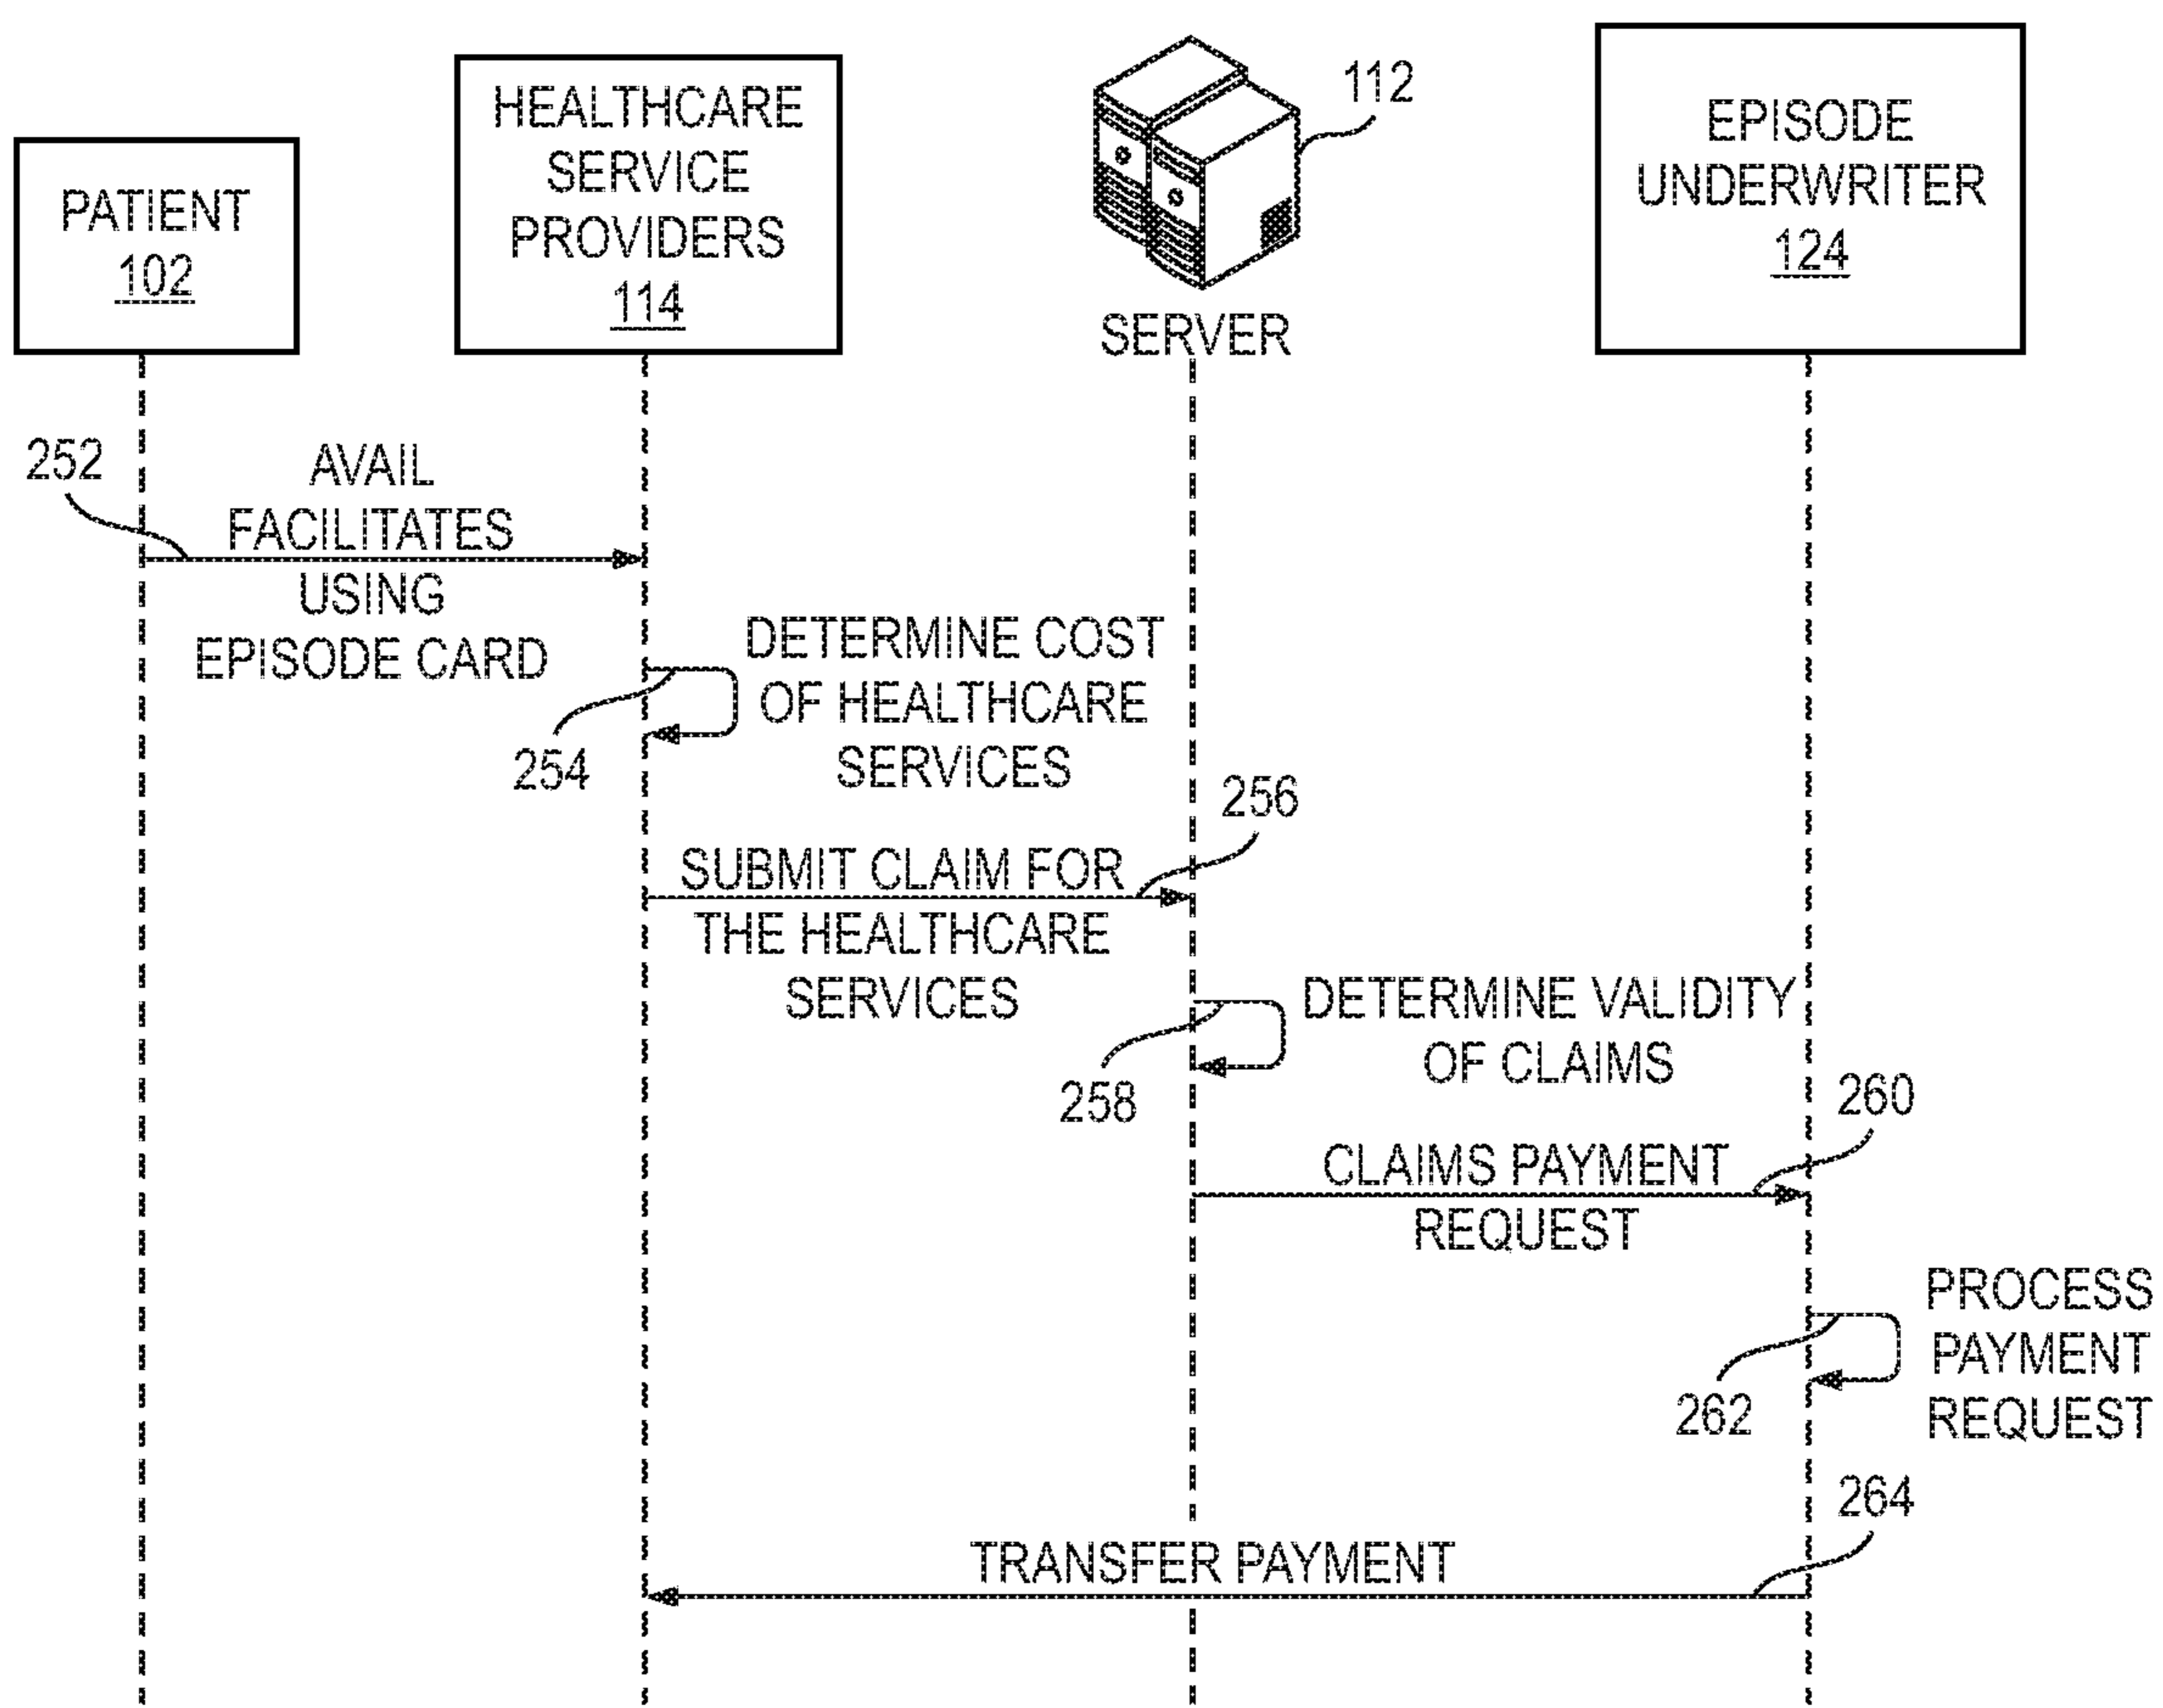 PATIENT
102
HEALTHCARE
SERVICE
PROVIDERS
114
112
SERVER
EPISODE
UNDERWRITER
124
252
AVAIL
FACILITATES
USING
EPISODE CARD
254
DETERMINE COST
OF HEALTHCARE
SERVICES
256
SUBMIT CLAIM FOR
THE HEALTHCARE
SERVICES
258
DETERMINE VALIDITY
OF CLAIMS
260
CLAIMS PAYMENT
REQUEST
262
PROCESS
PAYMENT
REQUEST
264
TRANSFER PAYMENT